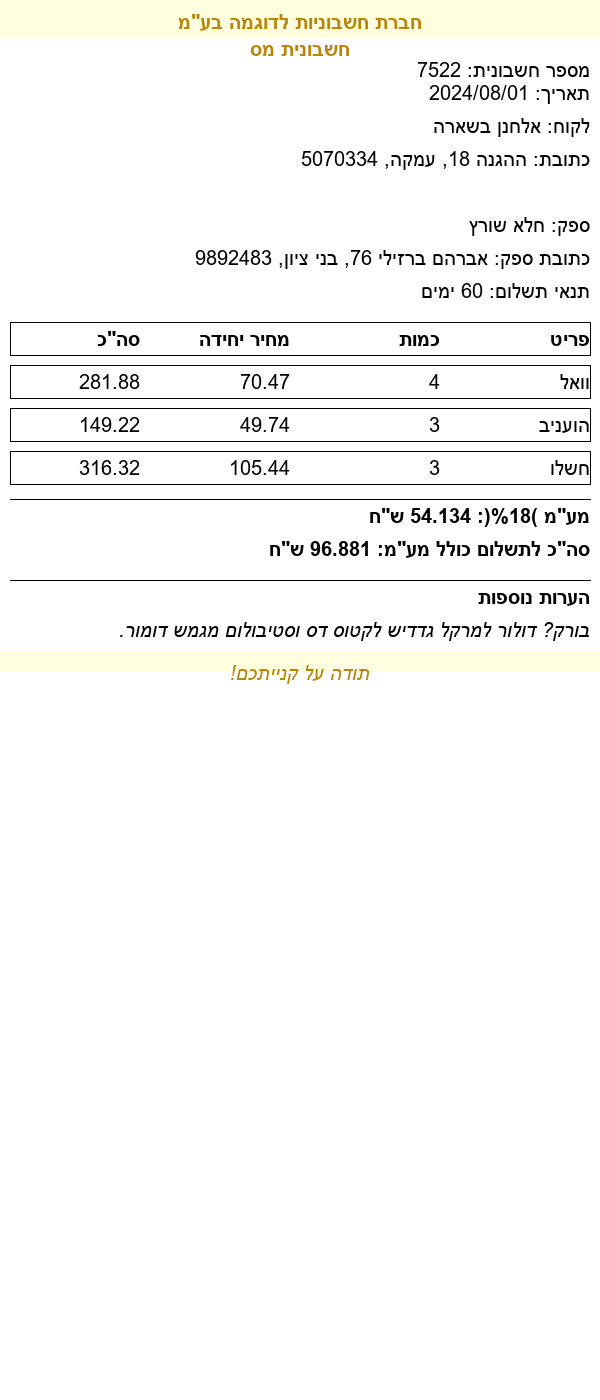 חברת חשבוניות לדוגמה בע"מ
חשבונית מס
מספר חשבונית: 7522
תאריך: 2024/08/01
לקוח: אלחנן בשארה
כתובת: ההגנה 18, עמקה, 5070334
ספק: חלא שורץ
כתובת ספק: אברהם ברזילי 76, בני ציון, 9892483
תנאי תשלום: 60 ימים
פריט כמות מחיר יחידה סה"כ
וואל 4 70.47 281.88
הועניב 3 49.74 149.22
חשלו 3 105.44 316.32
מע"מ )18%(: 54.134 ש"ח
סה"כ לתשלום כולל מע"מ: 96.881 ש"ח
הערות נוספות
בורק? דולור למרקל גדדיש לקטוס דס וסטיבולום מגמש דומור.
תודה על קנייתכם!